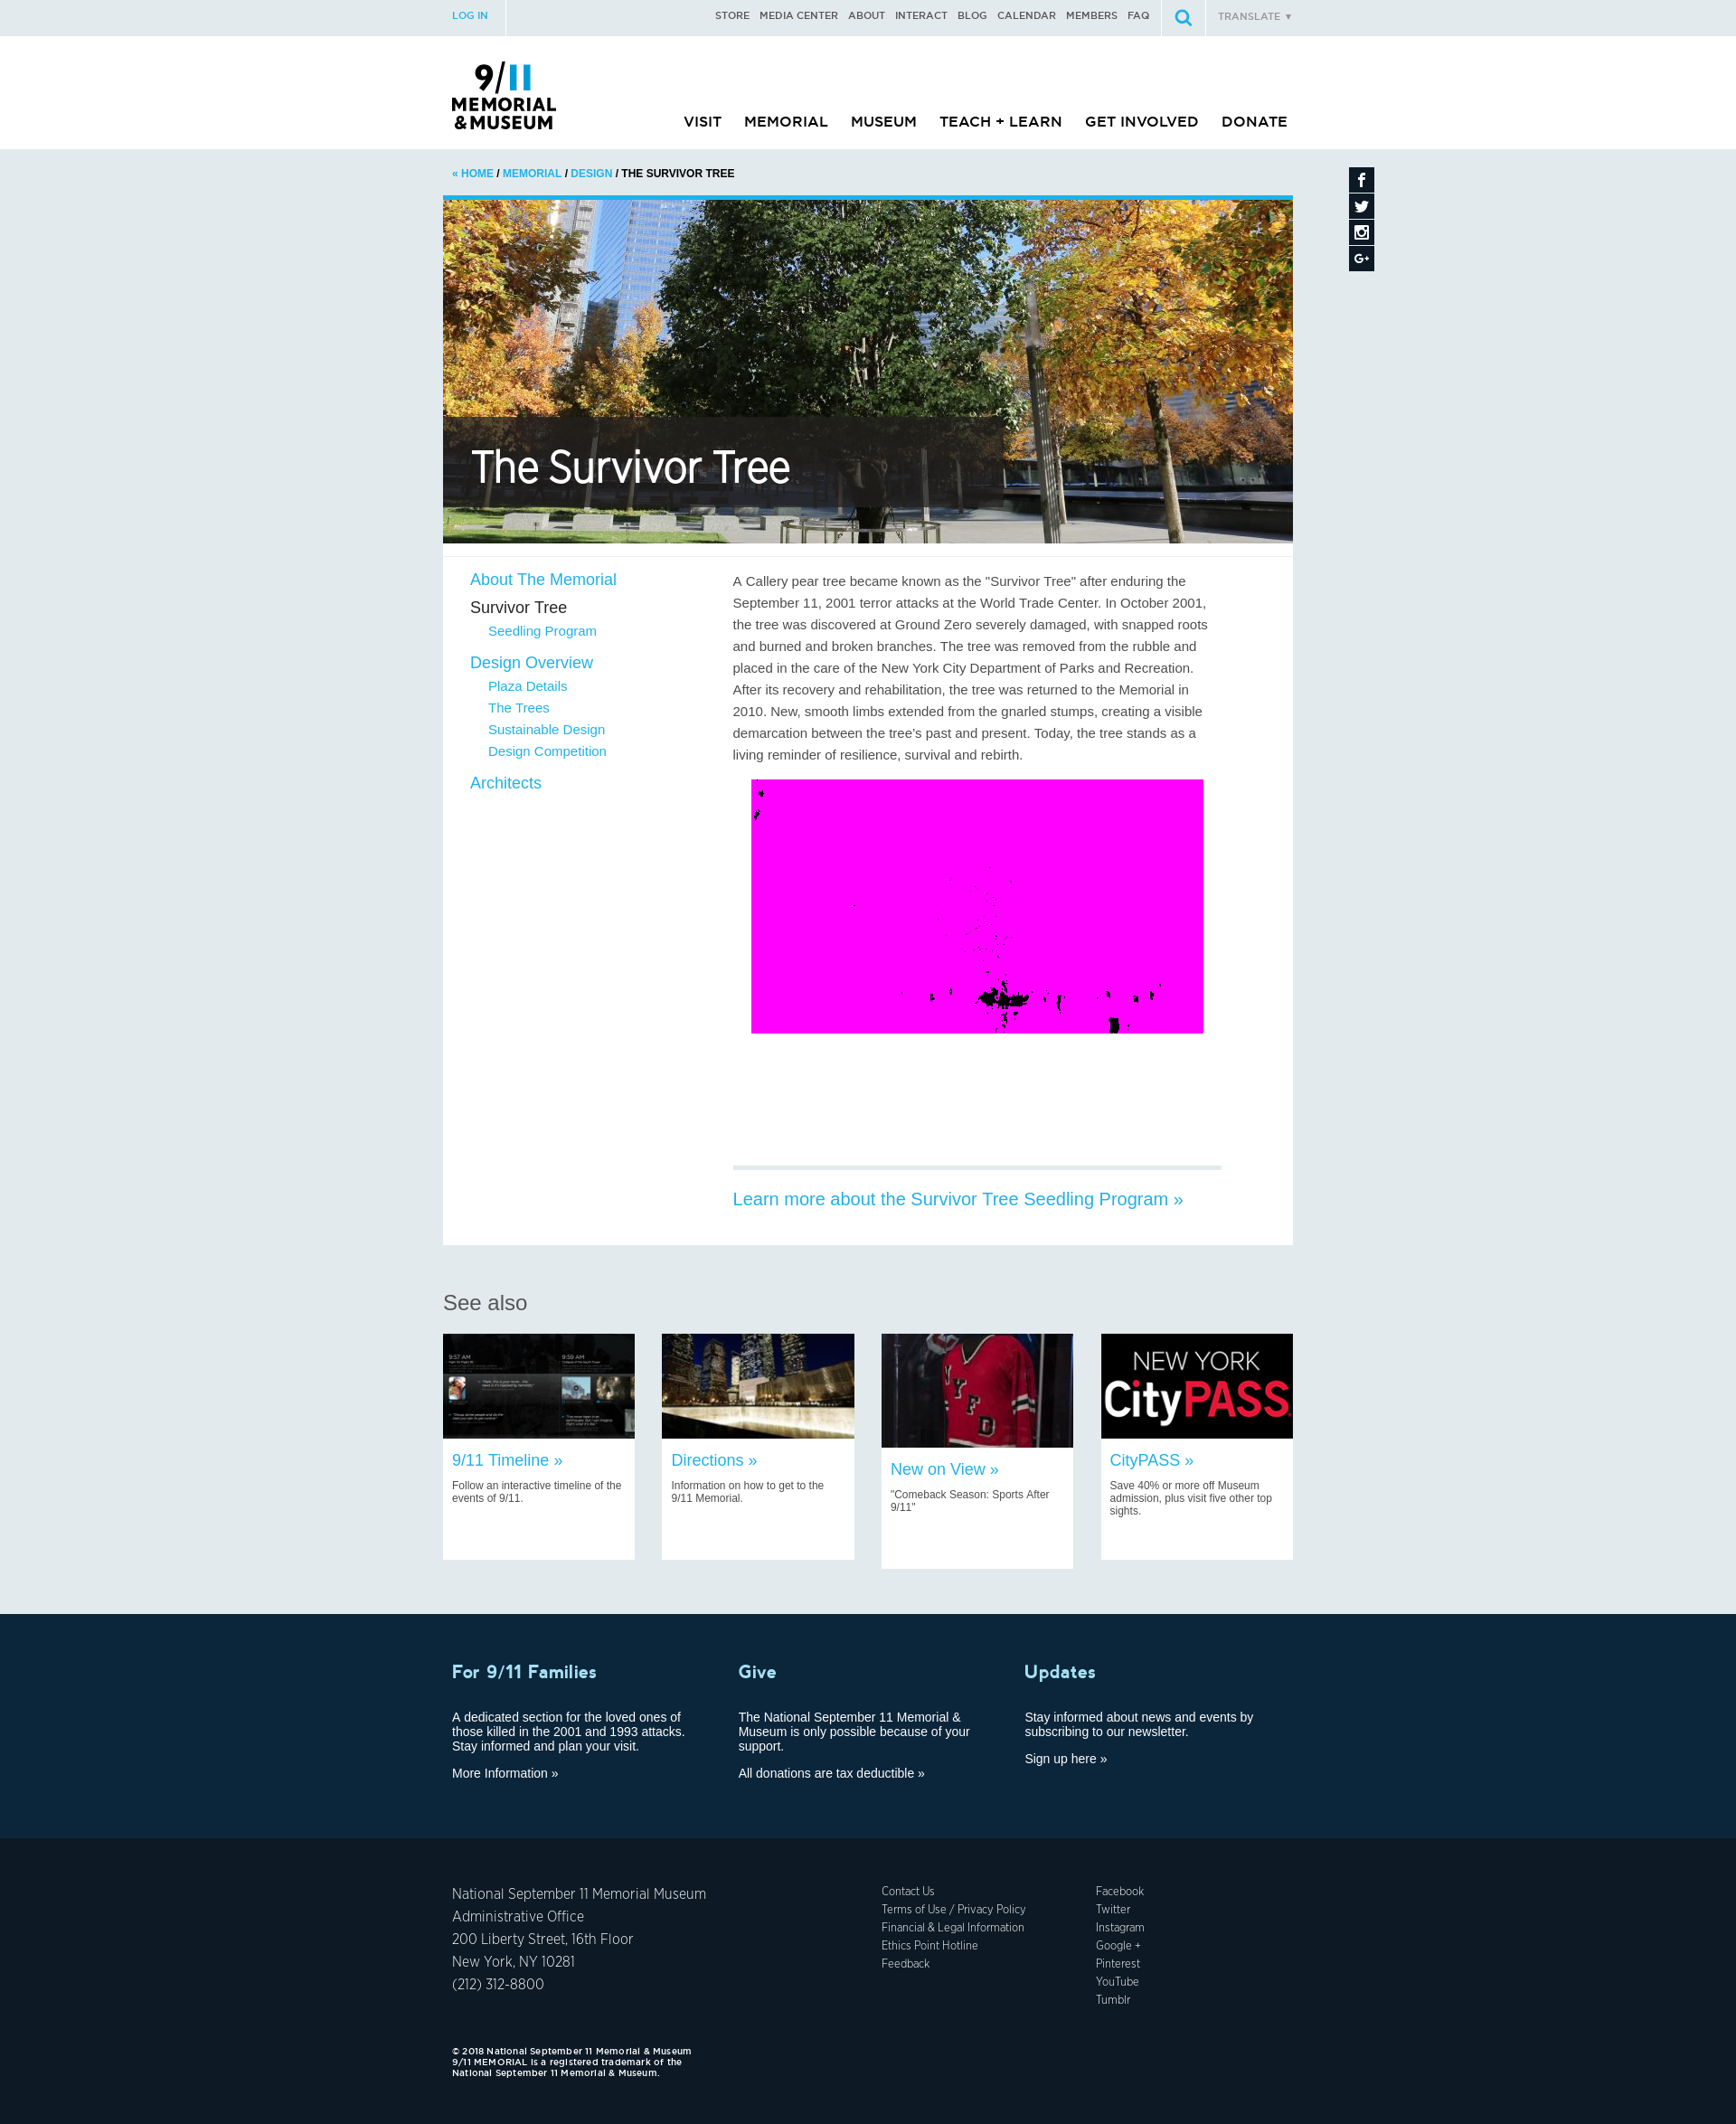 LOG IN
STORE MEDIA CENTER ABOUT INTERACT BLOG CALENDAR MEMBERS FAQ
TRANSLATE ▼
9/11
MEMORIAL
& MUSEUM
VISIT MEMORIAL MUSEUM TEACH + LEARN GET INVOLVED DONATE
« HOME / MEMORIAL / DESIGN / THE SURVIVOR TREE
The Survivor Tree
About The Memorial
Survivor Tree
Seedling Program
Design Overview
Plaza Details
The Trees
Sustainable Design
Design Competition
Architects
A Callery pear tree became known as the "Survivor Tree" after enduring the
September 11, 2001 terror attacks at the World Trade Center. In October 2001,
the tree was discovered at Ground Zero severely damaged, with snapped roots
and burned and broken branches. The tree was removed from the rubble and
placed in the care of the New York City Department of Parks and Recreation.
After its recovery and rehabilitation, the tree was returned to the Memorial in
2010. New, smooth limbs extended from the gnarled stumps, creating a visible
demarcation between the tree's past and present. Today, the tree stands as a
living reminder of resilience, survival and rebirth.
Learn more about the Survivor Tree Seedling Program »
See also
9:57 AM
9:59 AM
NYFD
NEW YORK
CityPASS
9/11 Timeline »
Follow an interactive timeline of the
events of 9/11.
Directions »
Information on how to get to the
9/11 Memorial.
New on View »
"Comeback Season: Sports After
9/11"
CityPASS »
Save 40% or more off Museum
admission, plus visit five other top
sights.
For 9/11 Families
A dedicated section for the loved ones of
those killed in the 2001 and 1993 attacks.
Stay informed and plan your visit.
More Information »
Give
The National September 11 Memorial &
Museum is only possible because of your
support.
All donations are tax deductible »
Updates
Stay informed about news and events by
subscribing to our newsletter.
Sign up here »
National September 11 Memorial Museum
Administrative Office
200 Liberty Street, 16th Floor
New York, NY 10281
(212) 312-8800
Contact Us
Terms of Use / Privacy Policy
Financial & Legal Information
Ethics Point Hotline
Feedback
Facebook
Twitter
Instagram
Google +
Pinterest
YouTube
Tumblr
© 2018 National September 11 Memorial & Museum
9/11 MEMORIAL is a registered trademark of the
National September 11 Memorial & Museum.